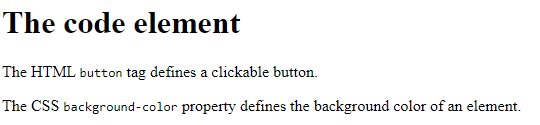 The code element
The HTML button tag defines a clickable button.
The CSS background-color property defines the background color of an element.